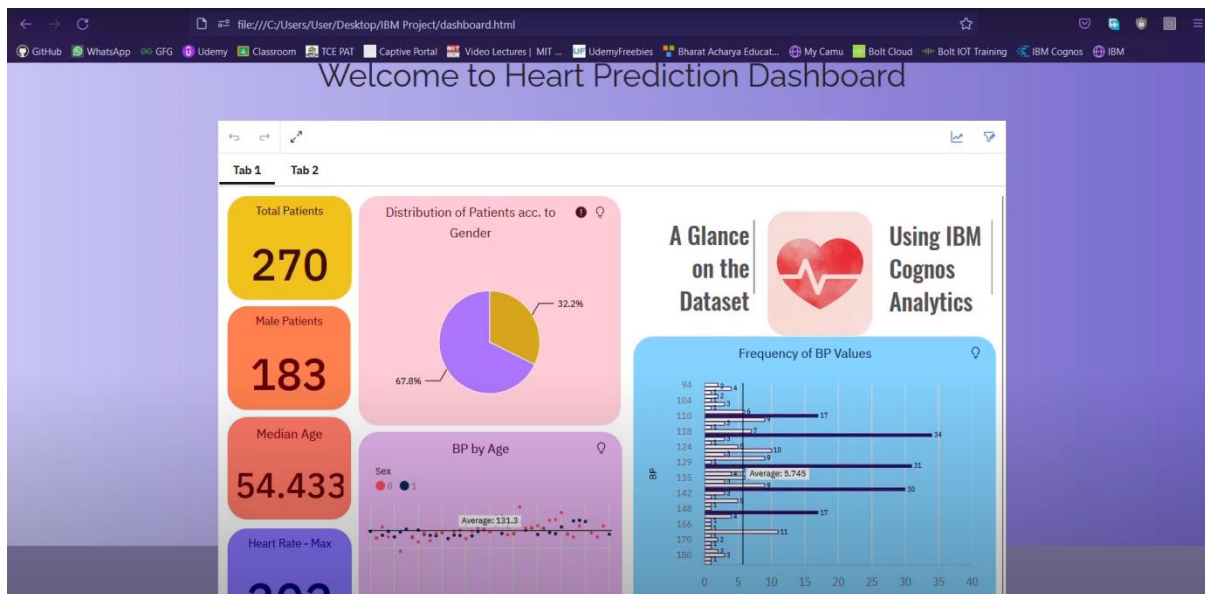 file:///C:/Users/User/Desktop/IBM Project/dashboard.html
GitHub WhatsApp GFG Udemy Classroom TCE PAT Captive Portal Video Lectures | MIT ... UdemyFreebies Bharat Acharya Educat... My Camu Bolt Cloud Bolt IOT Training IBM Cognos IBM
Welcome to Heart Prediction Dashboard
Tab 1 Tab 2
Total Patients
270
Male Patients
183
Median Age
54.433
Heart Rate - Max
Distribution of Patients acc. to
Gender
32.2%
67.8%
BP by Age
Sex
0 1
Average: 131.3
A Glance
on the
Dataset
Using IBM
Cognos
Analytics
Frequency of BP Values
BP
94
104
110
118
124
129
135
142
148
156
170
180
17
34
10
31
Average: 5.745
30
17
11
0 5 10 15 20 25 30 35 40